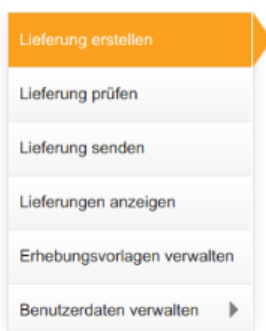 Lieferung erstellen
Lieferung prüfen
Lieferung senden
Lieferungen anzeigen
Erhebungsvorlagen verwalten
Benutzerdaten verwalten